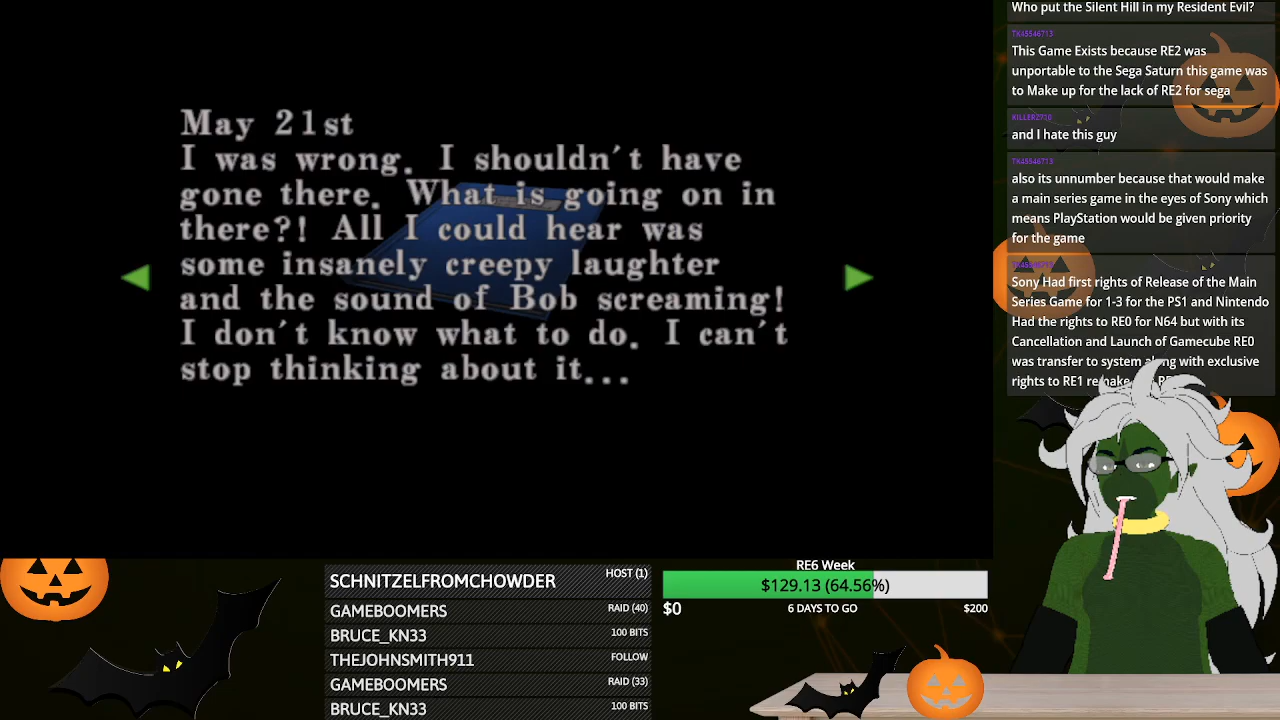 May 21st
I was wrong. I shouldn't have
gone there. What is going on in
there?! All I could hear was
some insanely creepy laughter
and the sound of Bob screaming!
I don't know what to do. I can't
stop thinking about it...
Who put the Silent Hill in my Resident Evil?
TK45546713
This Game Exists because RE2 was
unportable to the Sega Saturn this game was
to Make up for the lack of RE2 for sega
KILLERZ710
and I hate this guy
TK45546713
also its unnumber because that would make
a main series game in the eyes of Sony which
means PlayStation would be given priority
for the game
Sony Had first rights of Release of the Main
Series Game for 1-3 for the PS1 and Nintendo
Had the rights to RE0 for N64 but with its
Cancellation and Launch of Gamecube RE0
was transfer to system along with exclusive
rights to RE1 remake
SCHNITZELFROMCHOWDER HOST (1)
GAMEBOOMERS RAID (40)
BRUCE_KN33 100 BITS
THEJOHNSMITH911 FOLLOW
GAMEBOOMERS RAID (33)
BRUCE_KN33 100 BITS
RE6 Week
$129.13 (64.56%)
$0 6 DAYS TO GO $200